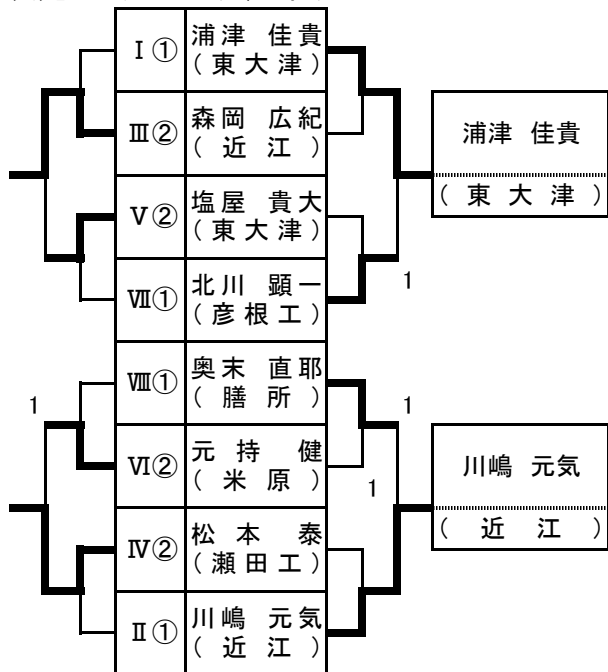 Ⅰ① 浦津 佳貴
(東大津)
Ⅲ② 森岡 広紀
(近江)
Ⅴ② 塩屋 貴大
(東大津)
Ⅶ① 北川 顕一
(彦根工)
Ⅷ① 奥末 直耶
(膳所)
Ⅵ② 元持 健
(米原)
Ⅳ② 松本 泰
(瀬田工)
Ⅱ① 川嶋 元気
(近江)
1
浦津 佳貴
(東大津)
1
1
1
川嶋 元気
(近江)